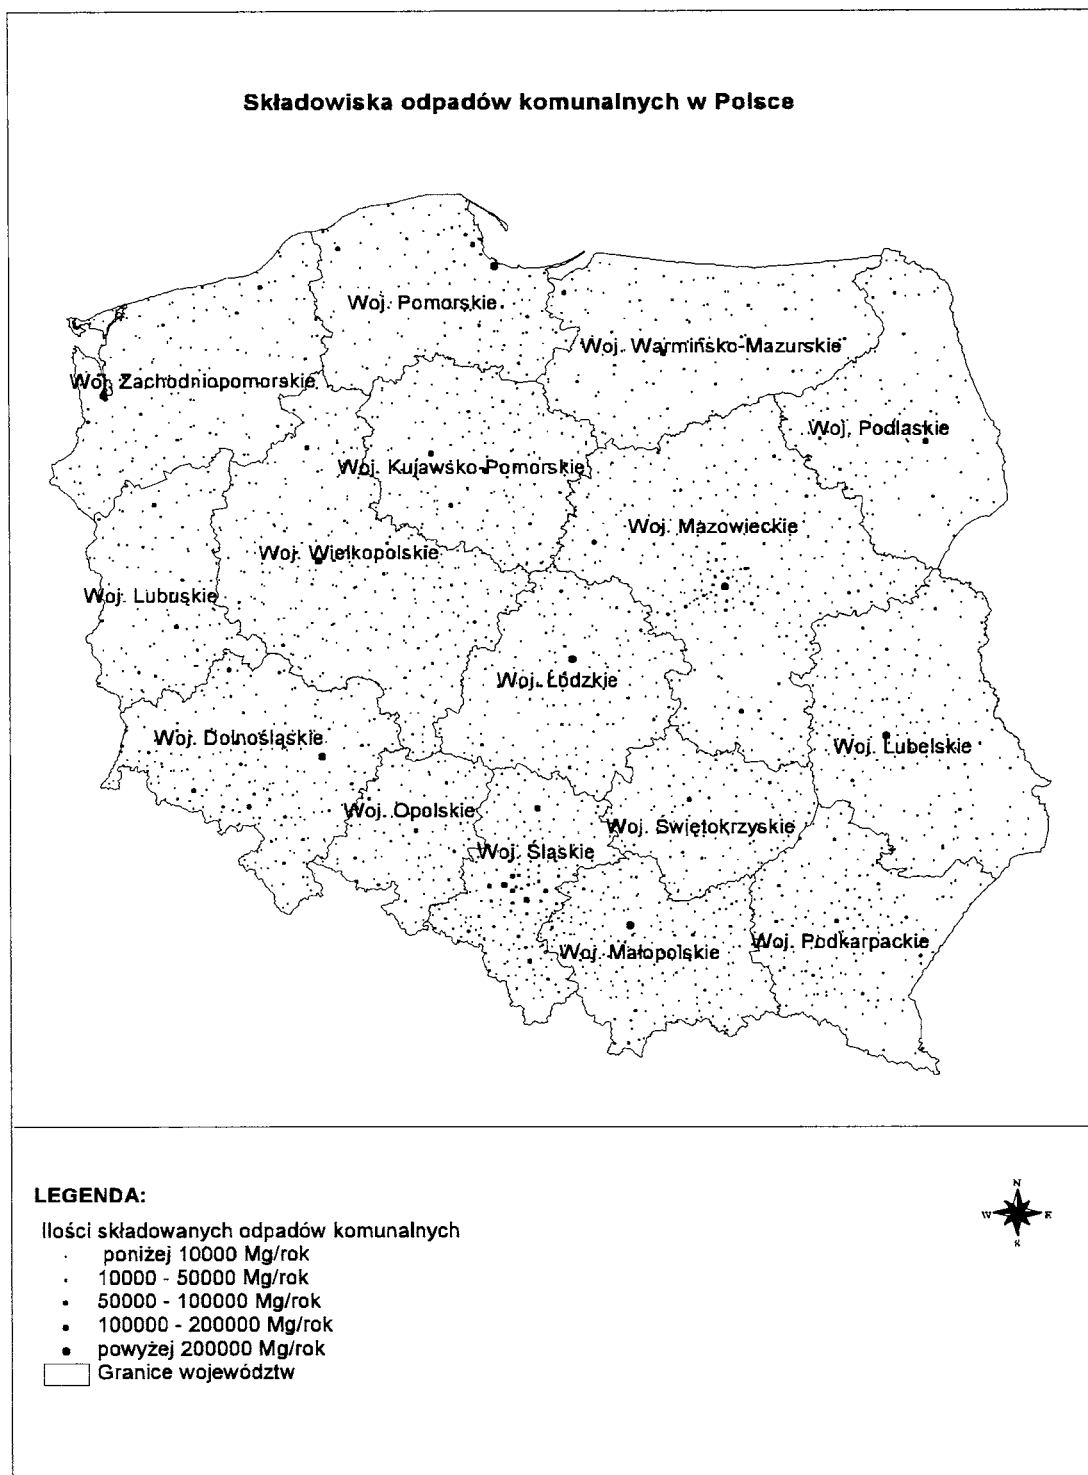 Składowiska odpadów komunalnych w Polsce
Woj. Pomorskie
Woj. Warmińsko-Mazurskie
Woj. Zachodniopomorskie
Woj. Podlaskie
Woj. Kujawsko-Pomorskie
Woj. Mazowieckie
Woj. Wielkopolskie
Woj. Lubuskie
Woj. Łódzkie
Woj. Dolnośląskie
Woj. Lubelskie
Woj. Opolskie
Woj. Świętokrzyskie
Woj. Śląskie
Woj. Podkarpackie
Woj. Małopolskie
LEGENDA:
Ilości składowanych odpadów komunalnych
poniżej 10000 Mg/rok
10000 - 50000 Mg/rok
50000 - 100000 Mg/rok
100000 - 200000 Mg/rok
powyżej 200000 Mg/rok
Granice województw
N
W E
S